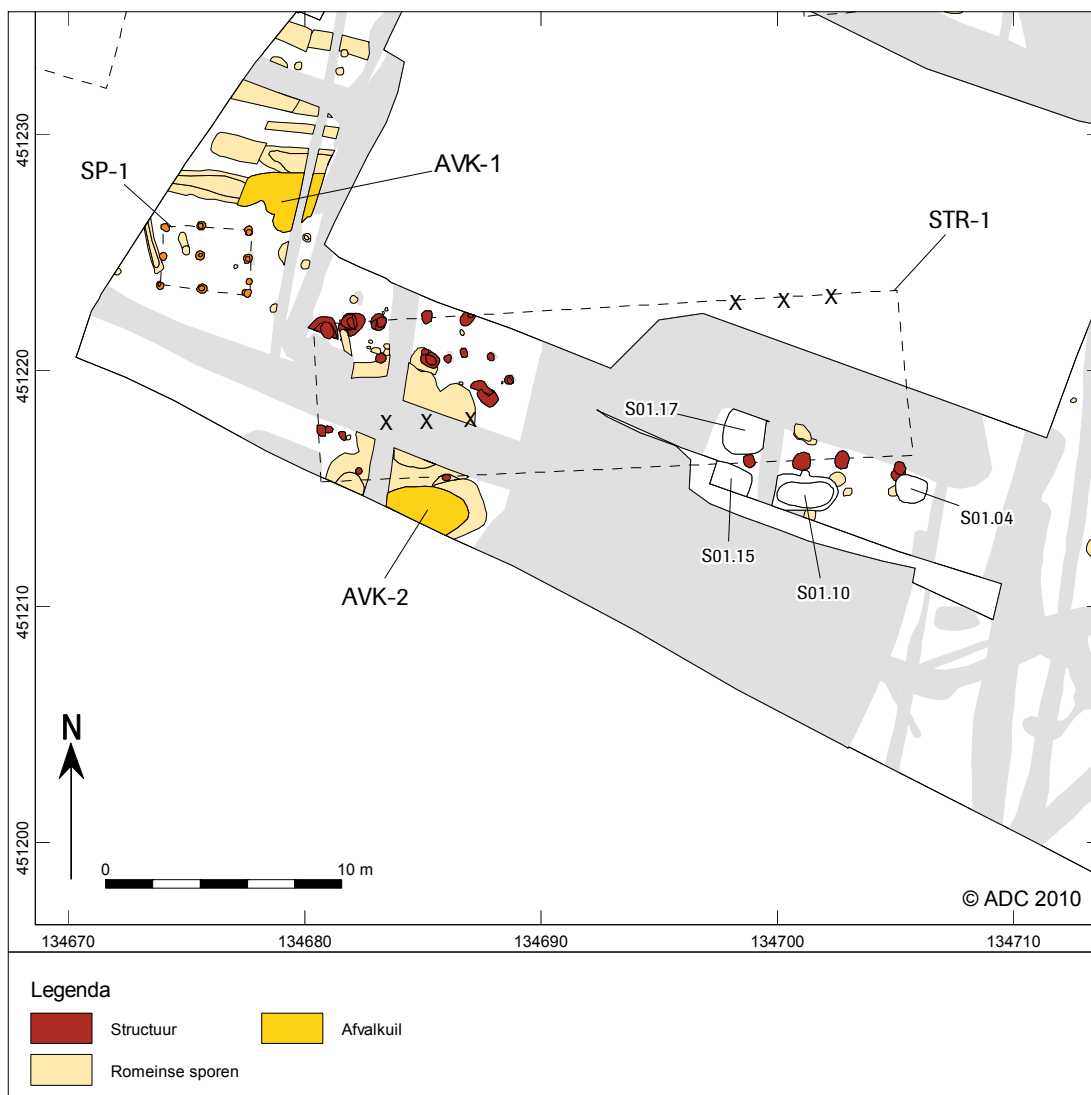 451230
451220
451210
451200
SP-1
AVK-1
STR-1
X X X
S01.17
X X X
S01.04
S01.15
S01.10
AVK-2
N
0 10 m
© ADC 2010
134670 134680 134690 134700 134710
Legenda
Structuur
Afvalkuil
Romeinse sporen